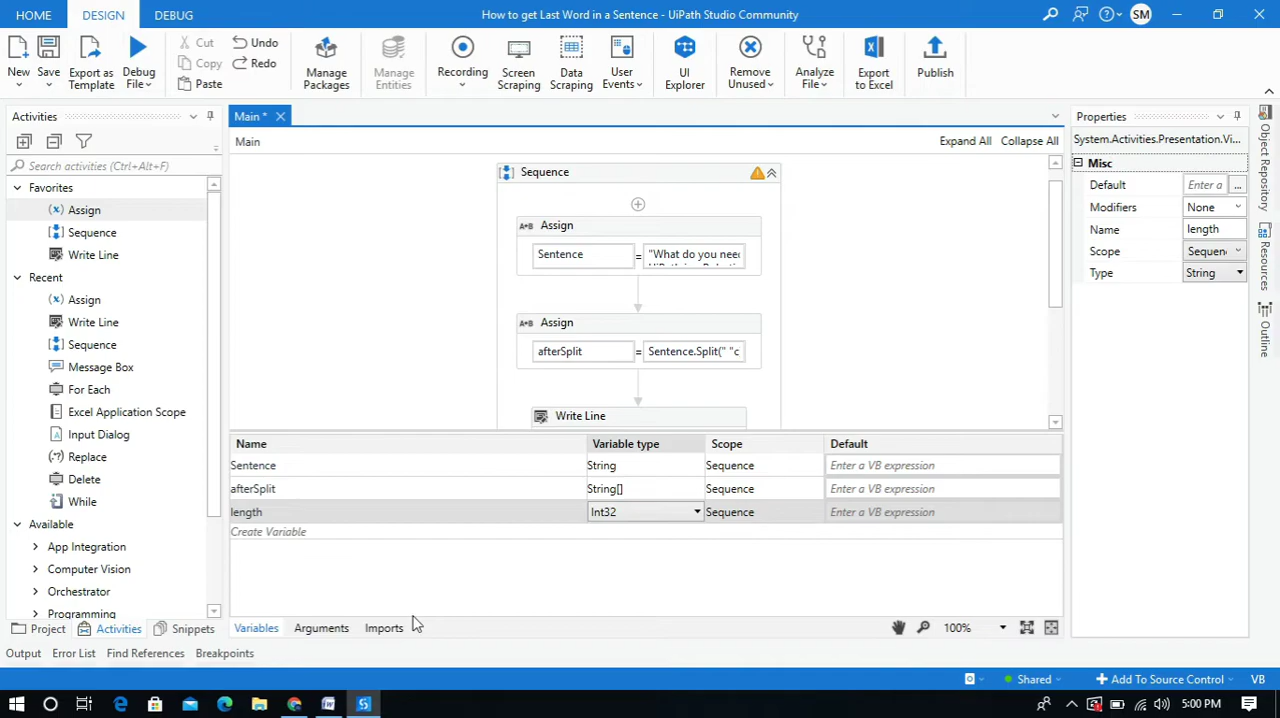 HOME
DESIGN
DEBUG
How to get Last Word in a Sentence - UiPath Studio Community
SM
New
Save
Export as Template
Debug File
Cut
Copy
Paste
Undo
Redo
Manage Packages
Manage Entities
Recording
Screen Scraping
Data Scraping
User Events
UI Explorer
Remove Unused
Analyze File
Export to Excel
Publish
Activities
Search activities (Ctrl+Alt+F)
Favorites
Assign
Sequence
Write Line
Recent
Assign
Write Line
Sequence
Message Box
For Each
Excel Application Scope
Input Dialog
Replace
Delete
While
Available
App Integration
Computer Vision
Orchestrator
Programming
Project
Activities
Snippets
Main *
Main
Expand All
Collapse All
Sequence
A*B Assign
Sentence = "What do you need
A*B Assign
afterSplit = Sentence.Split(" "c
Write Line
Name Variable type Scope Default
Sentence String Sequence Enter a VB expression
afterSplit String[] Sequence Enter a VB expression
length Int32 Sequence Enter a VB expression
Create Variable
Variables Arguments Imports
100%
Properties
System.Activities.Presentation.Vi...
Misc
Default Enter a ...
Modifiers None
Name length
Scope Sequen
Type String
Object Repository
Resources
Outline
Output Error List Find References Breakpoints
Shared
Add To Source Control
VB
5:00 PM